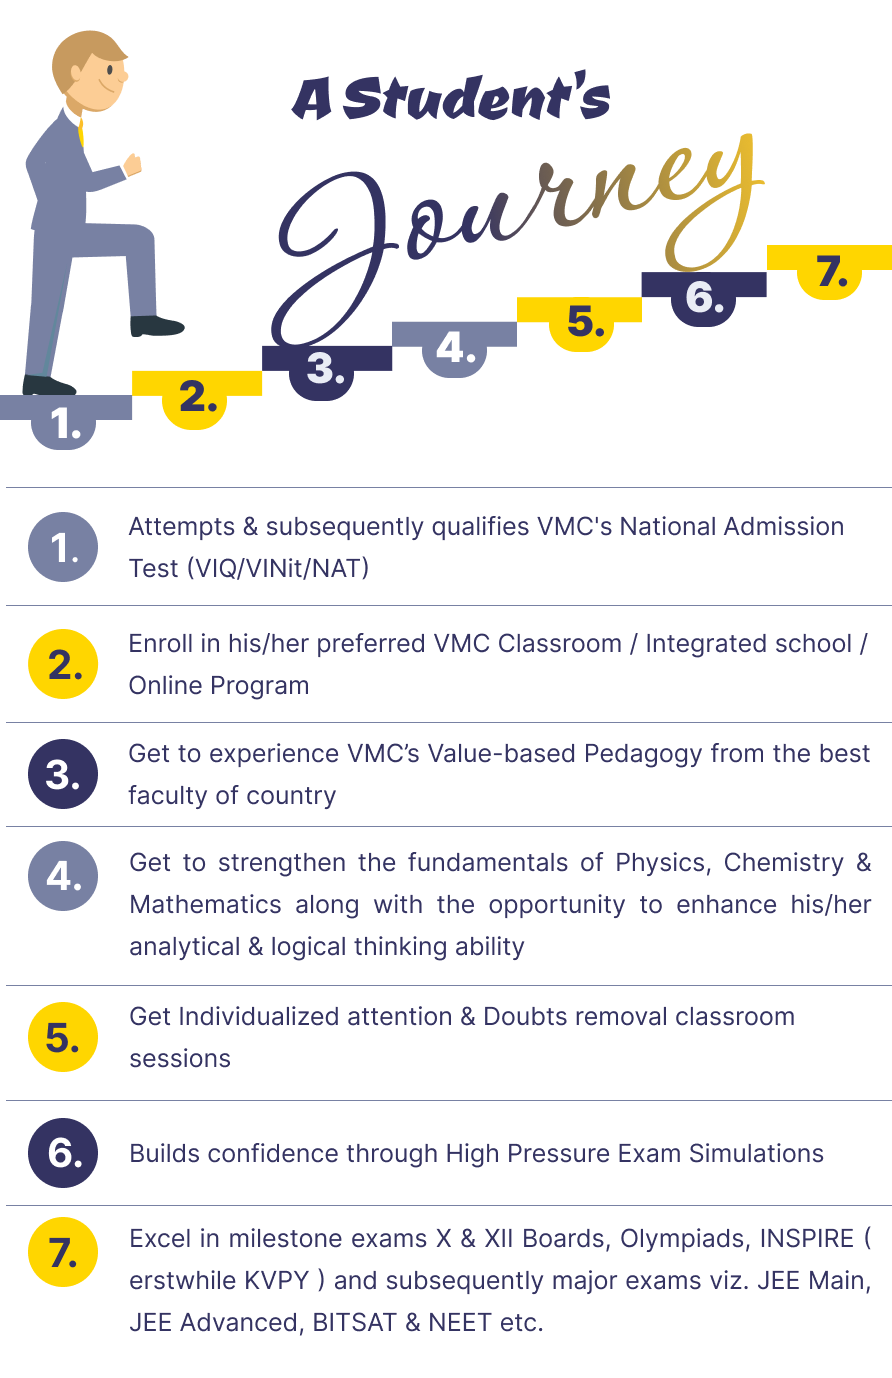 A Student's
Journey
7.
6.
5.
4.
3.
2.
1.
1.
Attempts & subsequently qualifies VMC's National Admission
Test (VIQ/VINit/NAT)
2.
Enroll in his/her preferred VMC Classroom / Integrated school /
Online Program
3.
Get to experience VMC’s Value-based Pedagogy from the best
faculty of country
4.
Get to strengthen the fundamentals of Physics, Chemistry &
Mathematics along with the opportunity to enhance his/her
analytical & logical thinking ability
5.
Get Individualized attention & Doubts removal classroom
sessions
6.
Builds confidence through High Pressure Exam Simulations
7.
Excel in milestone exams X & XII Boards, Olympiads, INSPIRE (
erstwhile KVPY ) and subsequently major exams viz. JEE Main,
JEE Advanced, BITSAT & NEET etc.